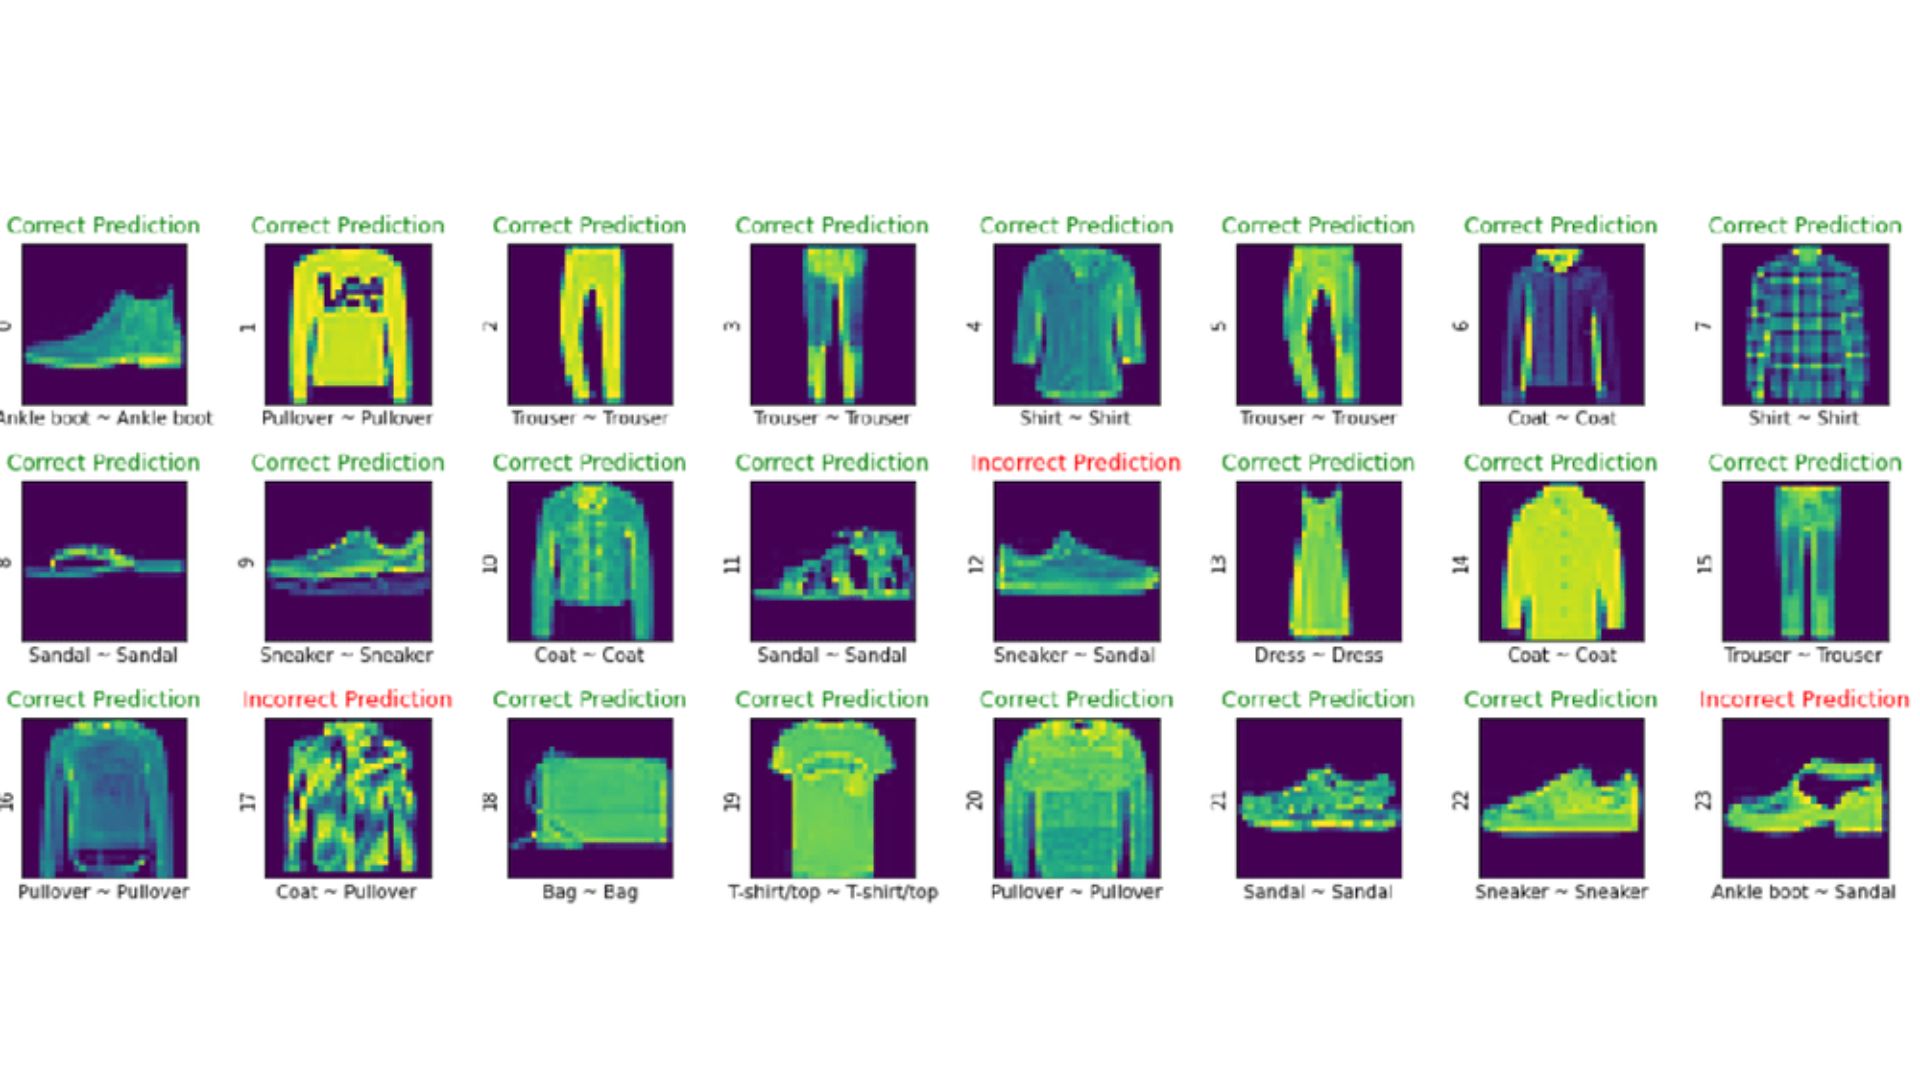 Correct Prediction Correct Prediction Correct Prediction Correct Prediction Correct Prediction Correct Prediction Correct Prediction Correct Prediction
0 1 2 3 4 5 6 7
Lee
Ankle boot ~ Ankle boot Pullover ~ Pullover Trouser ~ Trouser Trouser ~ Trouser Shirt ~ Shirt Trouser ~ Trouser Coat ~ Coat Shirt ~ Shirt
Correct Prediction Correct Prediction Correct Prediction Correct Prediction Incorrect Prediction Correct Prediction Correct Prediction Correct Prediction
8 9 10 11 12 13 14 15
Sandal ~ Sandal Sneaker ~ Sneaker Coat ~ Coat Sandal ~ Sandal Sneaker ~ Sandal Dress ~ Dress Coat ~ Coat Trouser ~ Trouser
Correct Prediction Incorrect Prediction Correct Prediction Correct Prediction Correct Prediction Correct Prediction Correct Prediction Incorrect Prediction
16 17 18 19 20 21 22 23
Pullover ~ Pullover Coat ~ Pullover Bag ~ Bag T-shirt/top ~ T-shirt/top Pullover ~ Pullover Sandal ~ Sandal Sneaker ~ Sneaker Ankle boot ~ Sandal